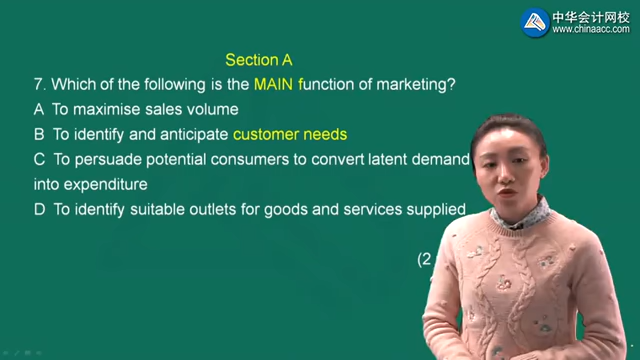 中华会计网校
www.chinaacc.com
Section A
7. Which of the following is the MAIN function of marketing?
A To maximise sales volume
B To identify and anticipate customer needs
C To persuade potential consumers to convert latent demand
into expenditure
D To identify suitable outlets for goods and services supplied
(2